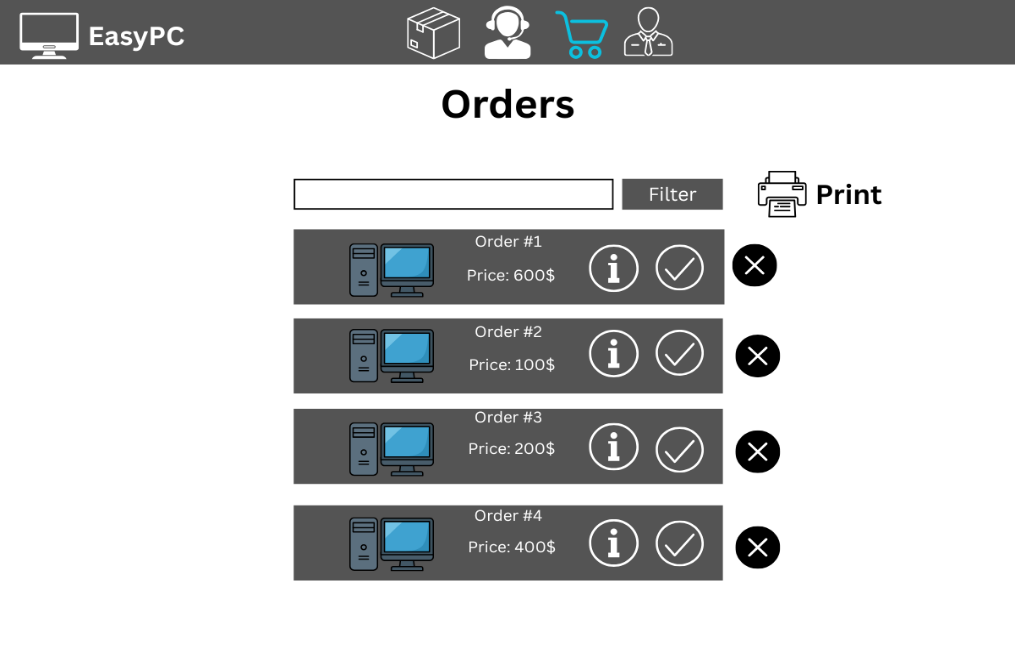 EasyPC
Orders
Filter
Print
Order #1
Price: 600$
Order #2
Price: 100$
Order #3
Price: 200$
Order #4
Price: 400$